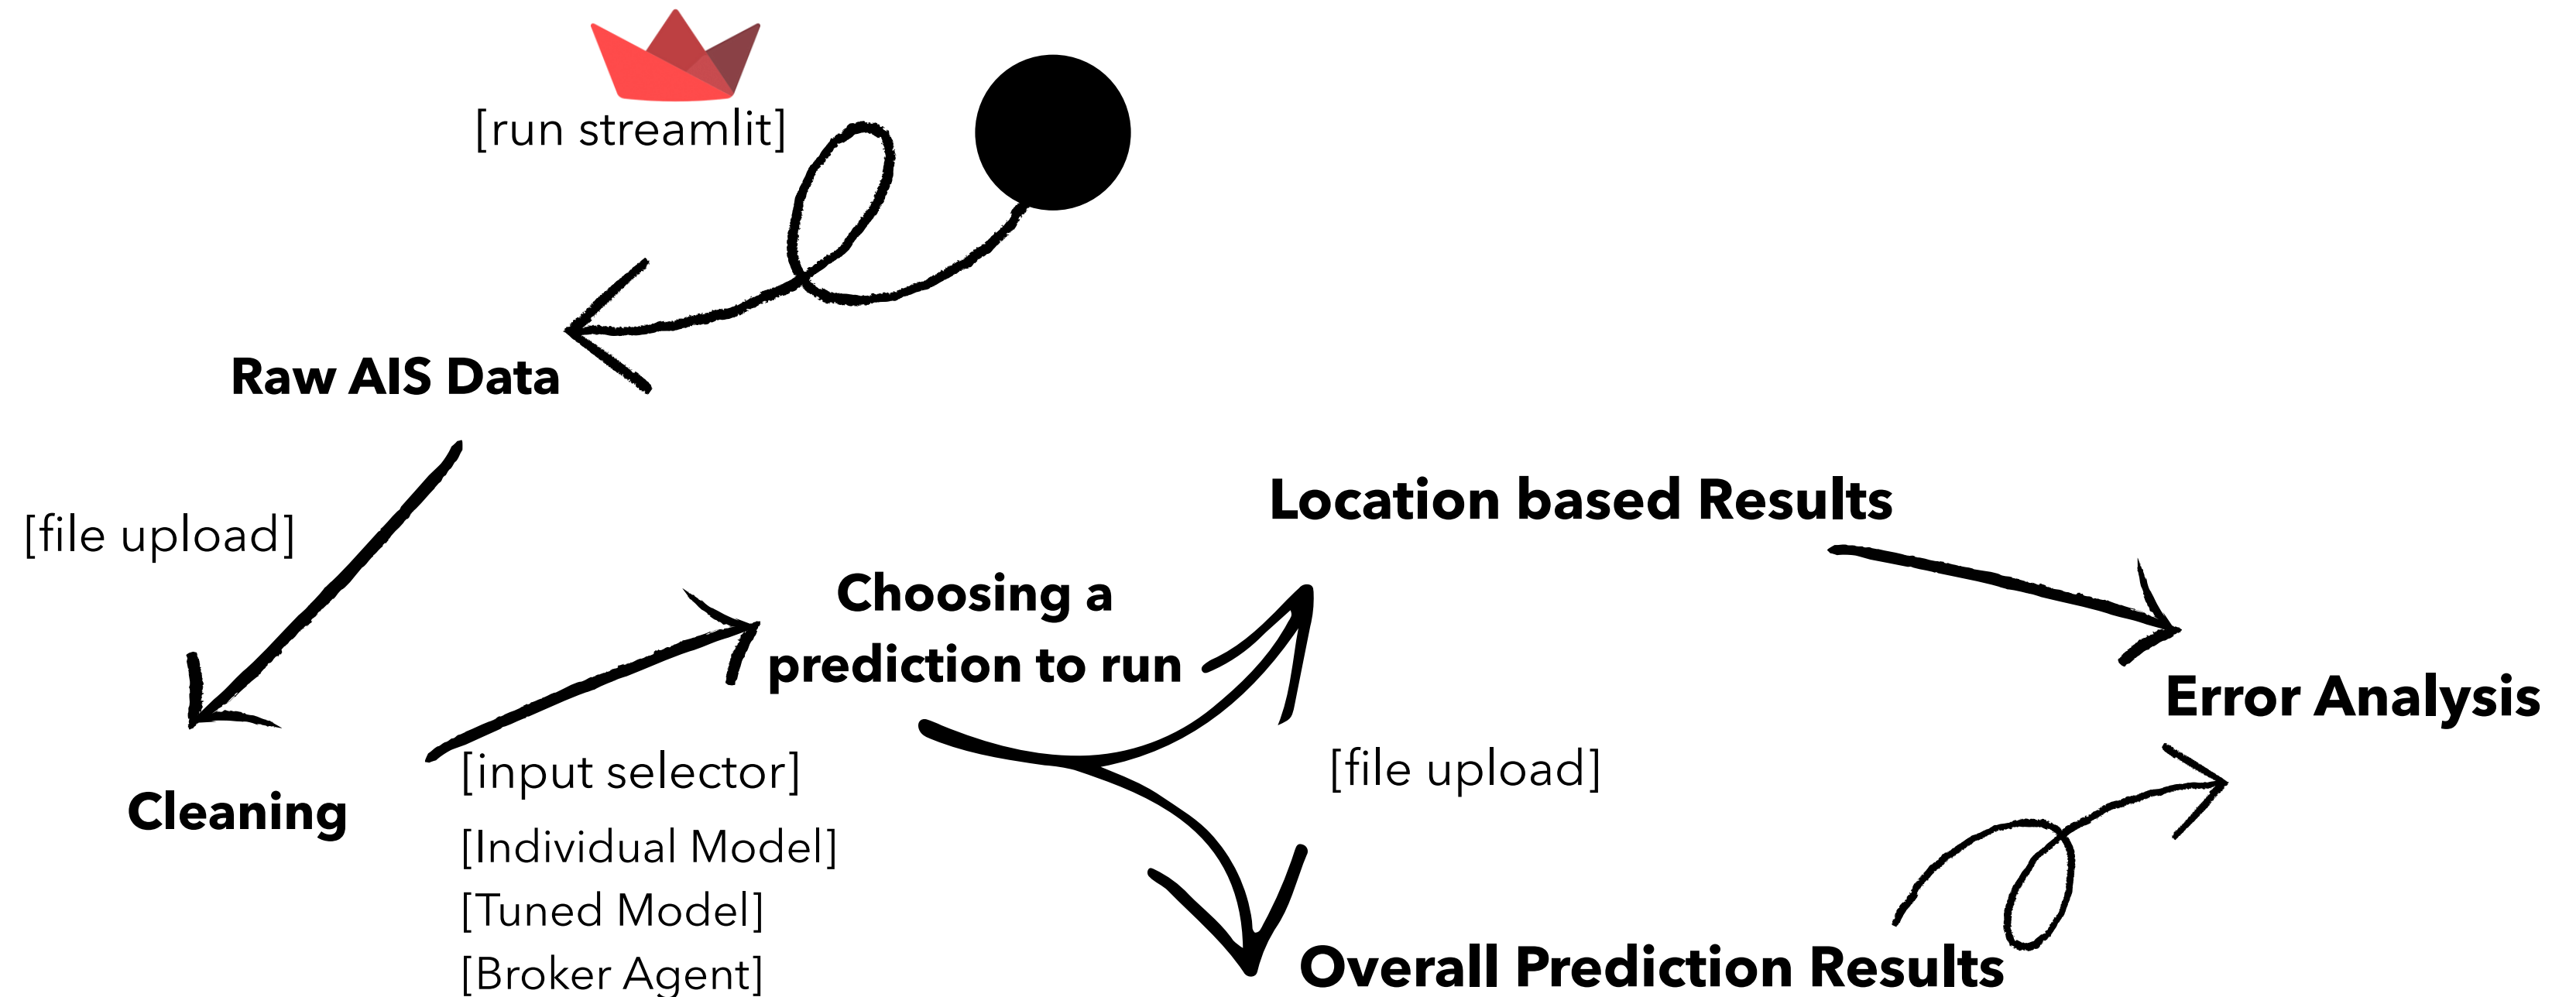 [run streamlit]
Raw AIS Data
[file upload]
Cleaning
[input selector]
[Individual Model]
[Tuned Model]
[Broker Agent]
Choosing a
prediction to run
Location based Results
[file upload]
Overall Prediction Results
Error Analysis